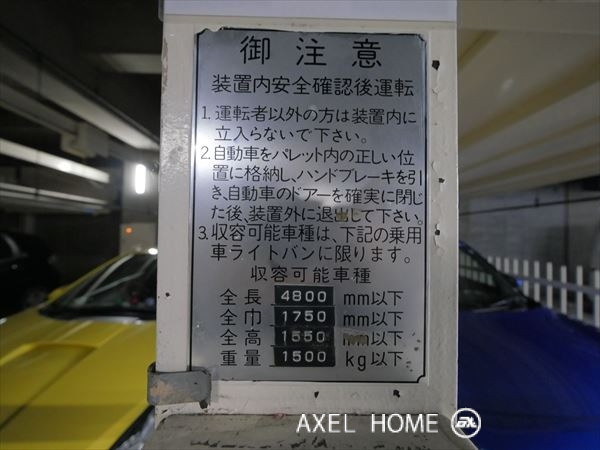 御注意
装置内安全確認後運転
1. 運転者以外の方は装置内に
立入らないで下さい。
2. 自動車をパレット内の正しい位
置に格納し、ハンドブレーキを引
き、自動車のドアーを確実に閉じ
た後、装置外に退出して下さい。
3. 収容可能車種は、下記の乗用
車ライトバンに限ります。
収容可能車種
全長 4800 mm以下
全巾 1750 mm以下
全高 1550 mm以下
重量 1500 kg以下
AXEL HOME